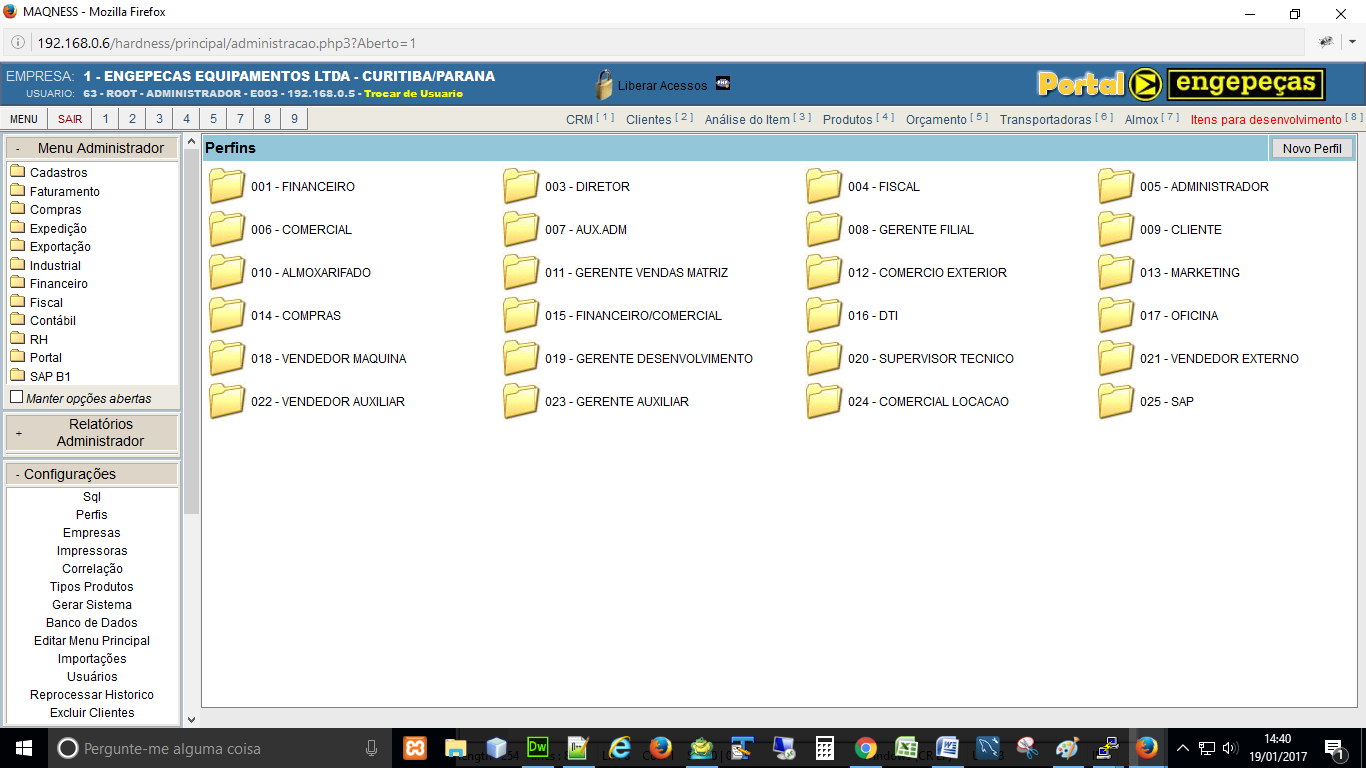 MAQNESS - Mozilla Firefox
192.168.0.6/hardness/principal/administracao.php3?Aberto=1
EMPRESA: 1 - ENGEPEÇAS EQUIPAMENTOS LTDA - CURITIBA/PARANA
USUARIO: 63 - ROOT - ADMINISTRADOR - E003 - 192.168.0.5 - Trocar de Usuario
Liberar Acessos
Portal engepeças
MENU SAIR 1 2 3 4 5 7 8 9
CRM [ 1 ] Clientes [ 2 ] Análise do Item [ 3 ] Produtos [ 4 ] Orçamento [ 5 ] Transportadoras [ 6 ] Almox [ 7 ] Itens para desenvolvimento [ 8 ]
- Menu Administrador
Cadastros
Faturamento
Compras
Expedição
Exportação
Industrial
Financeiro
Fiscal
Contábil
RH
Portal
SAP B1
Manter opções abertas
+ Relatórios
Administrador
- Configurações
Sql
Perfis
Empresas
Impressoras
Correlação
Tipos Produtos
Gerar Sistema
Banco de Dados
Editar Menu Principal
Importações
Usuários
Reprocessar Historico
Excluir Clientes
Perfins
Novo Perfil
001 - FINANCEIRO 003 - DIRETOR 004 - FISCAL 005 - ADMINISTRADOR
006 - COMERCIAL 007 - AUX.ADM 008 - GERENTE FILIAL 009 - CLIENTE
010 - ALMOXARIFADO 011 - GERENTE VENDAS MATRIZ 012 - COMERCIO EXTERIOR 013 - MARKETING
014 - COMPRAS 015 - FINANCEIRO/COMERCIAL 016 - DTI 017 - OFICINA
018 - VENDEDOR MAQUINA 019 - GERENTE DESENVOLVIMENTO 020 - SUPERVISOR TECNICO 021 - VENDEDOR EXTERNO
022 - VENDEDOR AUXILIAR 023 - GERENTE AUXILIAR 024 - COMERCIAL LOCACAO 025 - SAP
Pergunte-me alguma coisa
Dw
14:40
19/01/2017
1